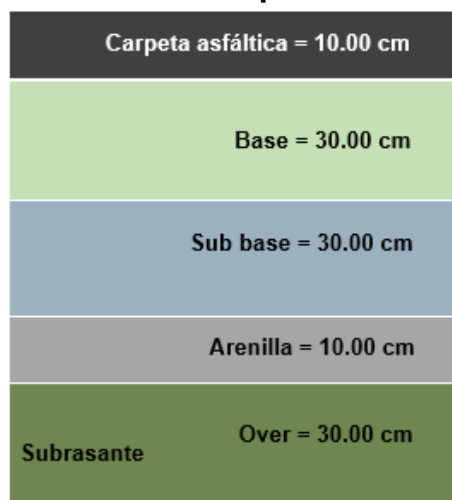 Carpeta asfáltica = 10.00 cm
Base = 30.00 cm
Sub base = 30.00 cm
Arenilla = 10.00 cm
Over = 30.00 cm
Subrasante